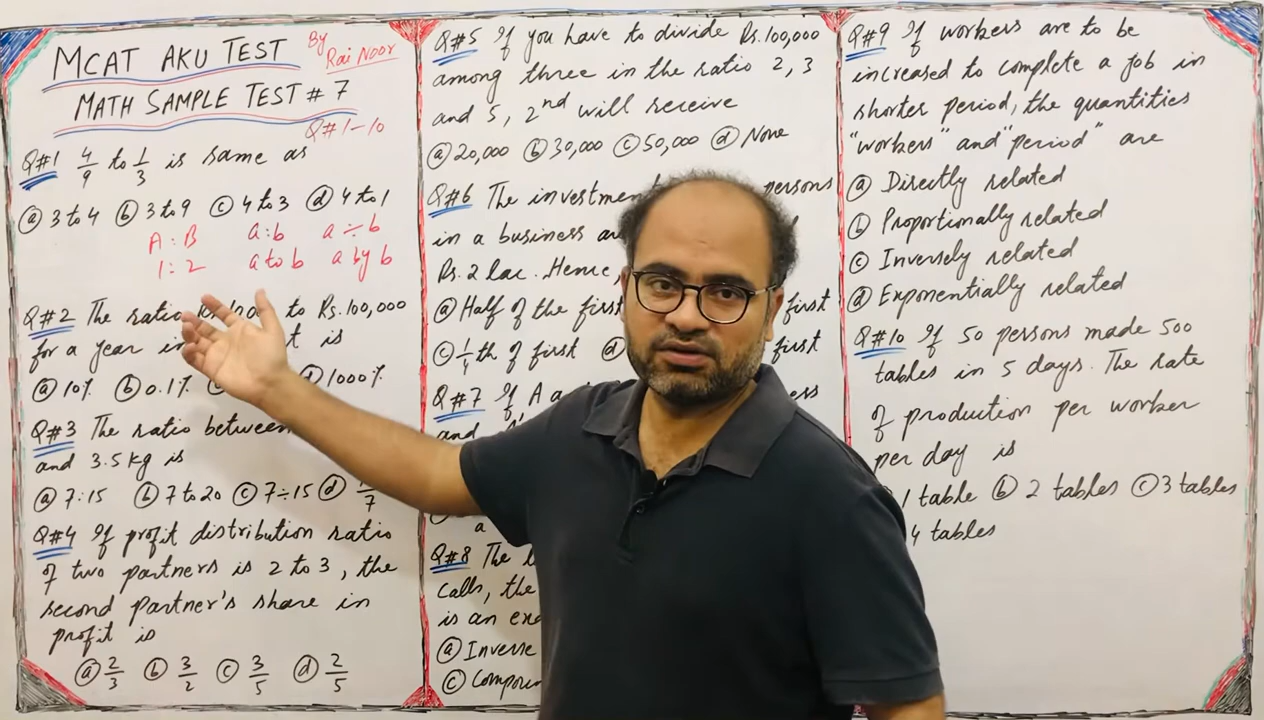 MCAT AKU TEST
By
Rai Noor
MATH SAMPLE TEST # 7
Q#1-10
Q#1 4/9 to 1/3 is same as
ⓐ 3 to 4 ⓑ 3 to 9 ⓒ 4 to 3 ⓓ 4 to 1
A : B a : b a ÷ b
1 : 2 a to b a by b
Q#2 The ratio to Rs. 100,000
for a year in is
ⓐ 10% ⓑ 0.1% ⓓ 1000%
Q#3 The ratio between
and 3.5 kg is
ⓐ 7:15 ⓑ 7 to 20 ⓒ 7÷15 ⓓ /7
Q#4 If profit distribution ratio
of two partners is 2 to 3, the
second partner's share in
profit is
ⓐ 2/3 ⓑ 3/2 ⓒ 3/5 ⓓ 2/5
Q#5 If you have to divide Rs. 100,000
among three in the ratio 2, 3
and 5, 2nd will receive
ⓐ 20,000 ⓑ 30,000 ⓒ 50,000 ⓓ None
Q#6 The persons
in a business
Rs. 2 lac. Hence,
ⓐ Half of the first first
ⓒ 1/4 th of first ⓓ first
Q#7 If A
and
a
Q#8 The
calls, the
is an
ⓐ Inverse
ⓒ
Q#9 If workers are to be
increased to complete a job in
shorter period, the quantities
"workers" and "period" are
ⓐ Directly related
ⓑ Proportionally related
ⓒ Inversely related
ⓓ Exponentially related
Q#10 If 50 persons made 500
tables in 5 days. The rate
of production per worker
per day is
1 table ⓑ 2 tables ⓒ 3 tables
4 tables